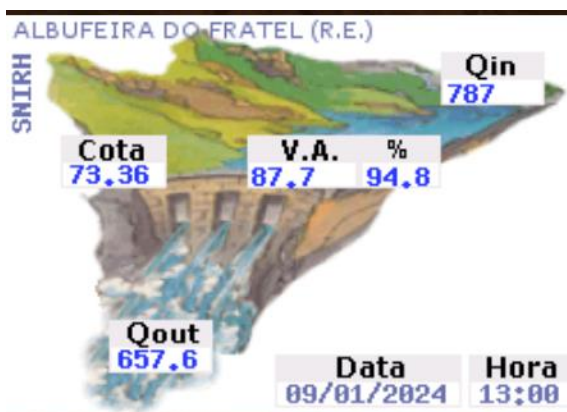 ALBUFEIRA DO FRATEL (R.E.)
SNIRH
Qin
787
Cota
73.36
V.A. %
87.7 94.8
Qout
657.6
Data Hora
09/01/2024 13:00